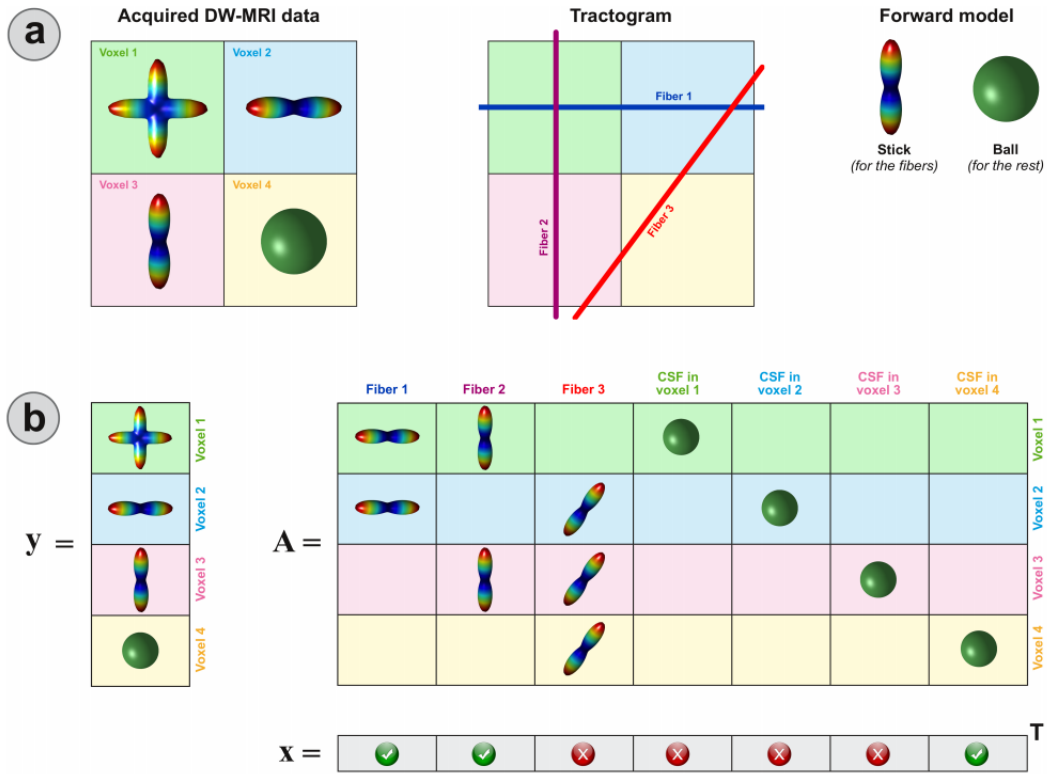 a
Acquired DW-MRI data
Tractogram
Forward model
Voxel 1
Voxel 2
Voxel 3
Voxel 4
Fiber 1
Fiber 2
Fiber 3
Stick
(for the fibers)
Ball
(for the rest)
b
y =
Voxel 1
Voxel 2
Voxel 3
Voxel 4
A =
Fiber 1
Fiber 2
Fiber 3
CSF in
voxel 1
CSF in
voxel 2
CSF in
voxel 3
CSF in
voxel 4
Voxel 1
Voxel 2
Voxel 3
Voxel 4
x =
T